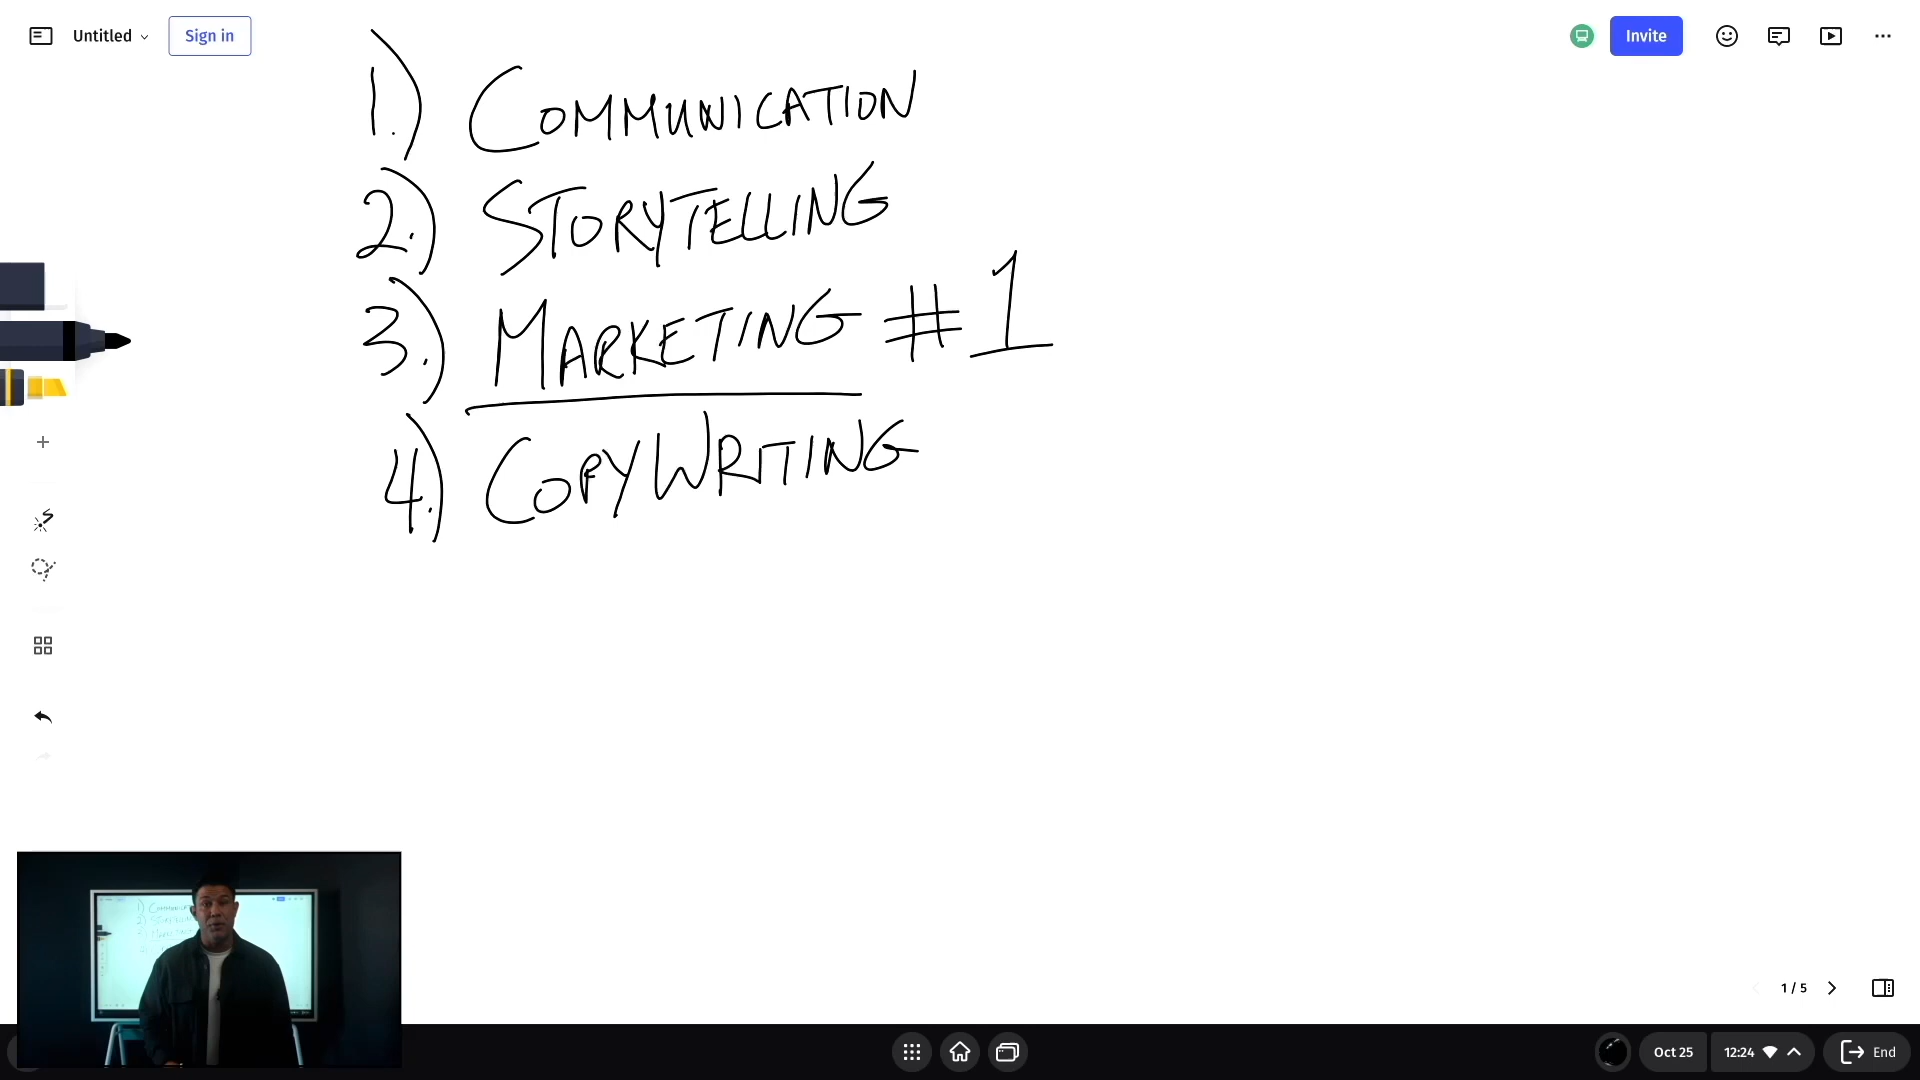 Untitled
Sign in
Invite
1.) COMMUNICATION
2.) STORYTELLING
3.) MARKETING #1
4.) COPYWRITING
1 / 5
Oct 25
12:24
End